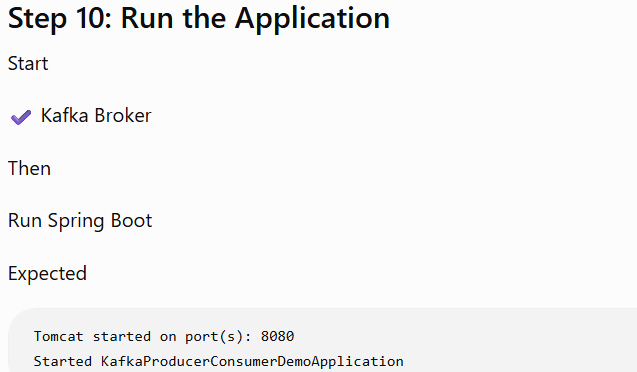 Step 10: Run the Application
Start
✔ Kafka Broker
Then
Run Spring Boot
Expected
Tomcat started on port(s): 8080
Started KafkaProducerConsumerDemoApplication